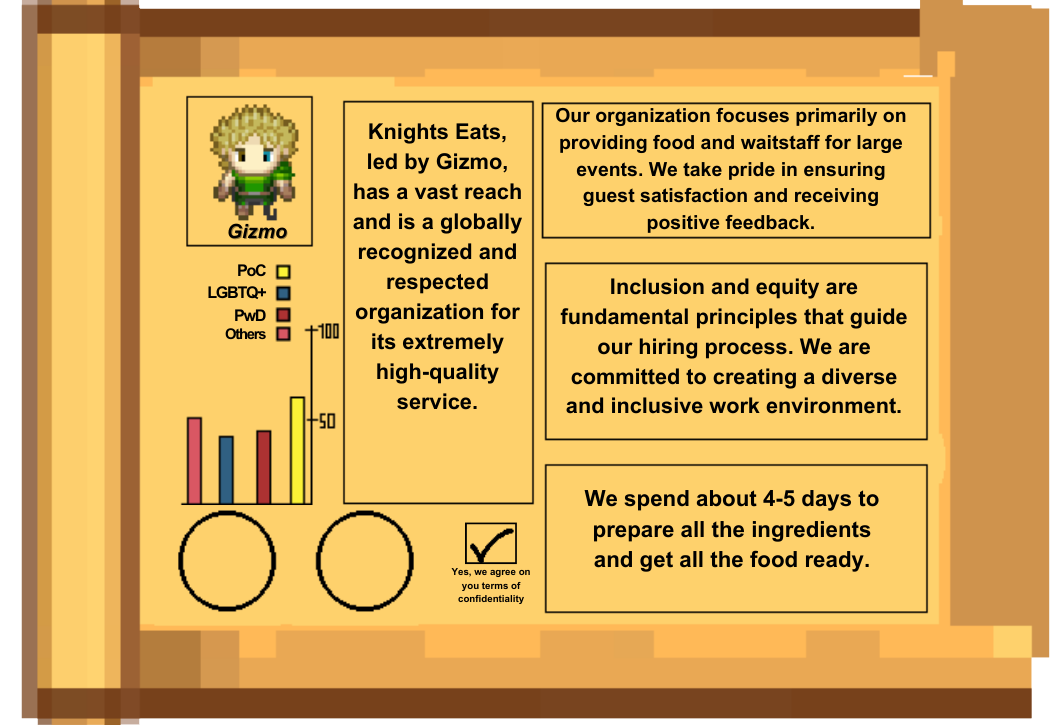 Gizmo
PoC
LGBTQ+
PwD
Others
100
50
Knights Eats,
led by Gizmo,
has a vast reach
and is a globally
recognized and
respected
organization for
its extremely
high-quality
service.
Yes, we agree on
you terms of
confidentiality
Our organization focuses primarily on
providing food and waitstaff for large
events. We take pride in ensuring
guest satisfaction and receiving
positive feedback.
Inclusion and equity are
fundamental principles that guide
our hiring process. We are
committed to creating a diverse
and inclusive work environment.
We spend about 4-5 days to
prepare all the ingredients
and get all the food ready.